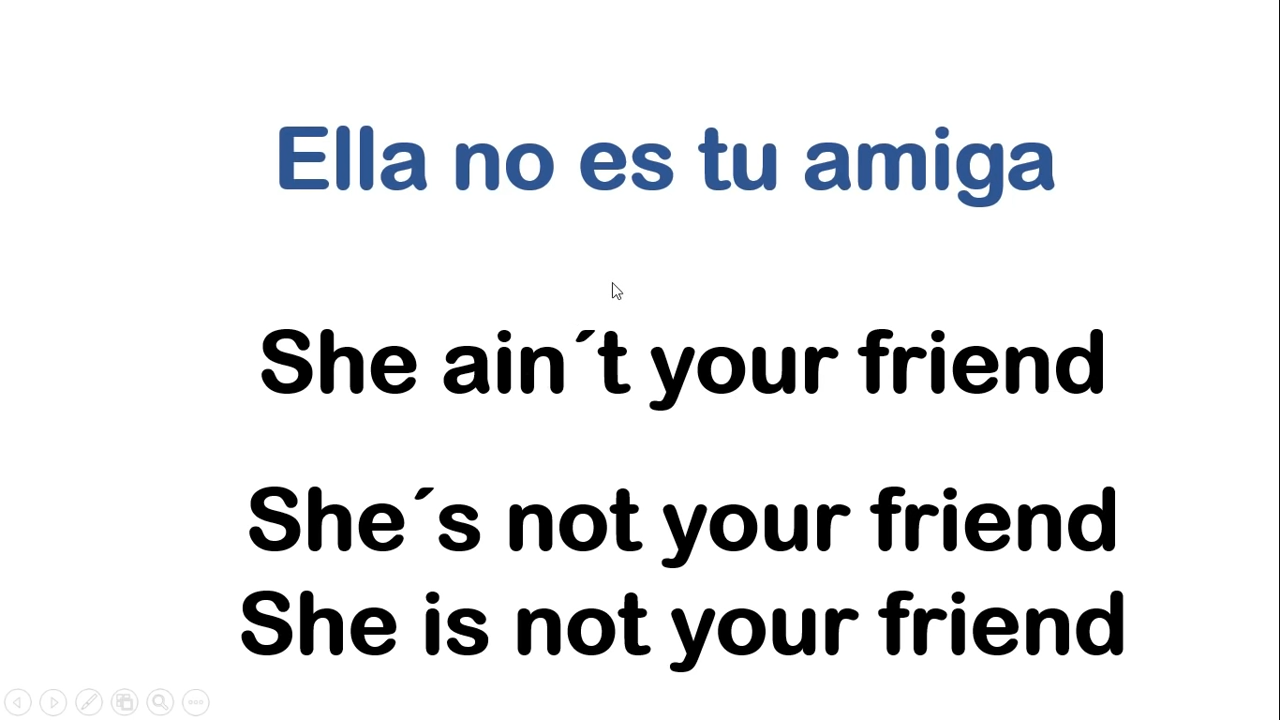 Ella no es tu amiga
She ain´t your friend
She´s not your friend
She is not your friend